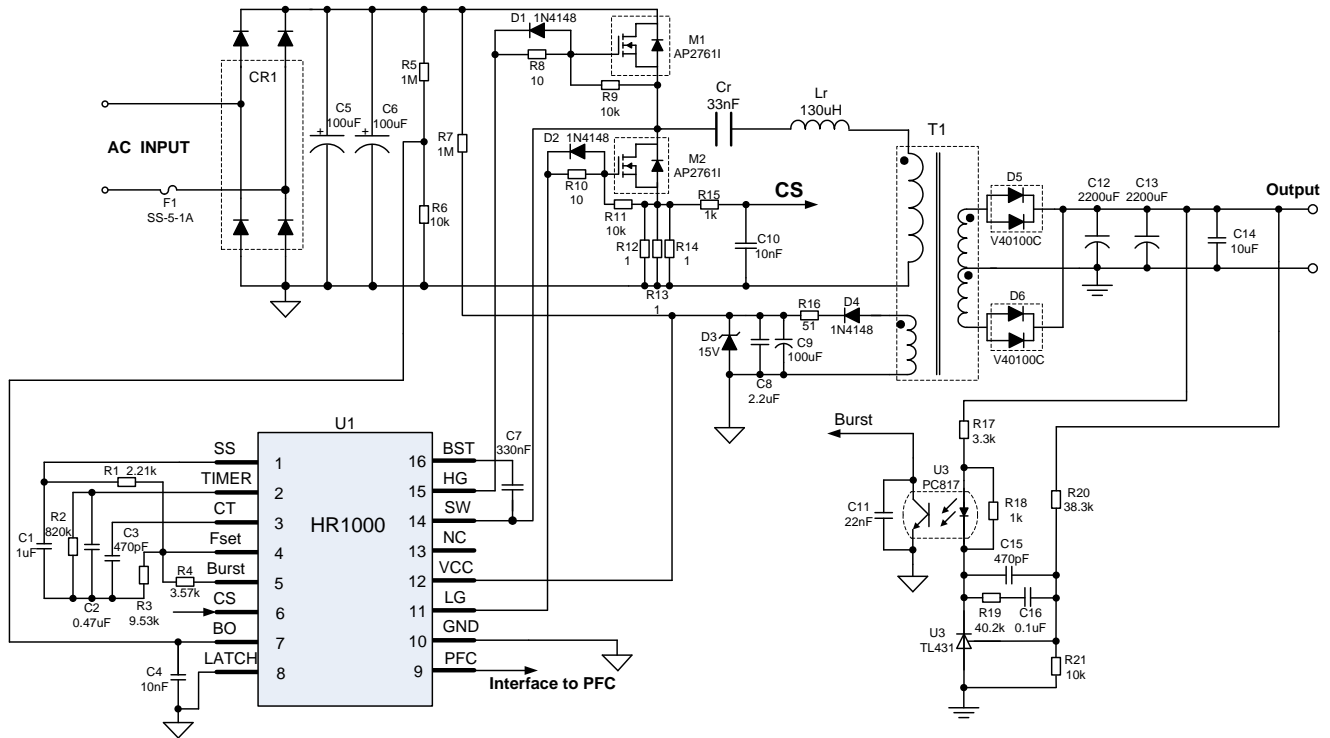 D1 1N4148
M1
AP2761I
R8
10
R9
10k
CR1
R5
1M
C5
100uF
C6
100uF
R7
1M
Cr
33nF
Lr
130uH
T1
AC INPUT
D2 1N4148
M2
AP2761I
R10
10
R15
1k
CS
D5
V40100C
C12
2200uF
C13
2200uF
Output
F1
SS-5-1A
R6
10k
R11
10k
R12
1
R14
1
C10
10nF
C14
10uF
R13
1
R16
51
D4
1N4148
D6
V40100C
D3
15V
C9
100uF
C8
2.2uF
U1
HR1000
SS
1
TIMER
2
CT
3
Fset
4
Burst
5
CS
6
BO
7
LATCH
8
16
BST
15
HG
14
SW
13
NC
12
VCC
11
LG
10
GND
9
PFC
C7
330nF
R1 2.21k
R2
820k
C1
1uF
C3
470pF
R4
3.57k
C2
0.47uF
R3
9.53k
C4
10nF
Interface to PFC
Burst
R17
3.3k
U3
PC817
R18
1k
C11
22nF
R20
38.3k
C15
470pF
R19
40.2k
C16
0.1uF
U3
TL431
R21
10k